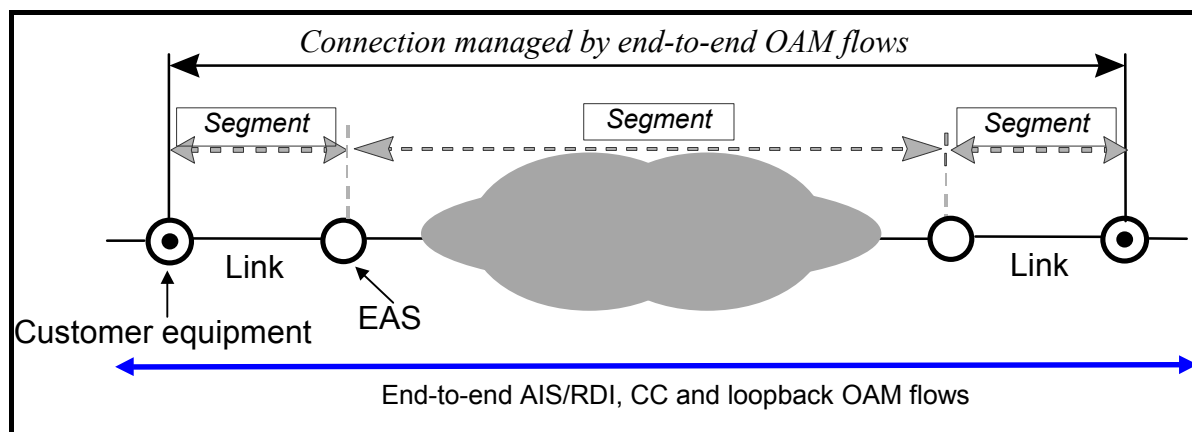 Connection managed by end-to-end OAM flows
Segment
Segment
Segment
Link
Link
Customer equipment
EAS
End-to-end AIS/RDI, CC and loopback OAM flows